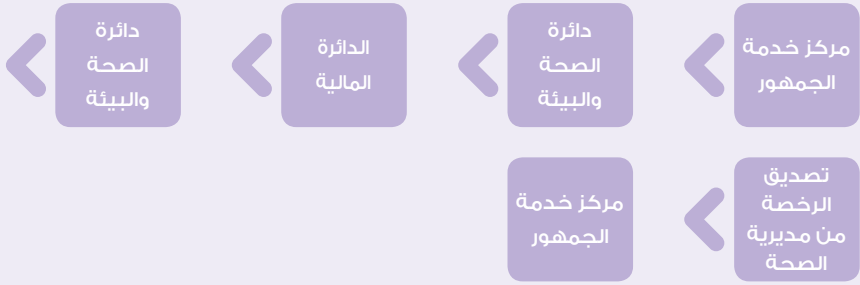 مركز خدمة
الجمهور
دائرة
الصحة
والبيئة
الدائرة
المالية
دائرة
الصحة
والبيئة
تصديق
الرخصة
من مديرية
الصحة
مركز خدمة
الجمهور